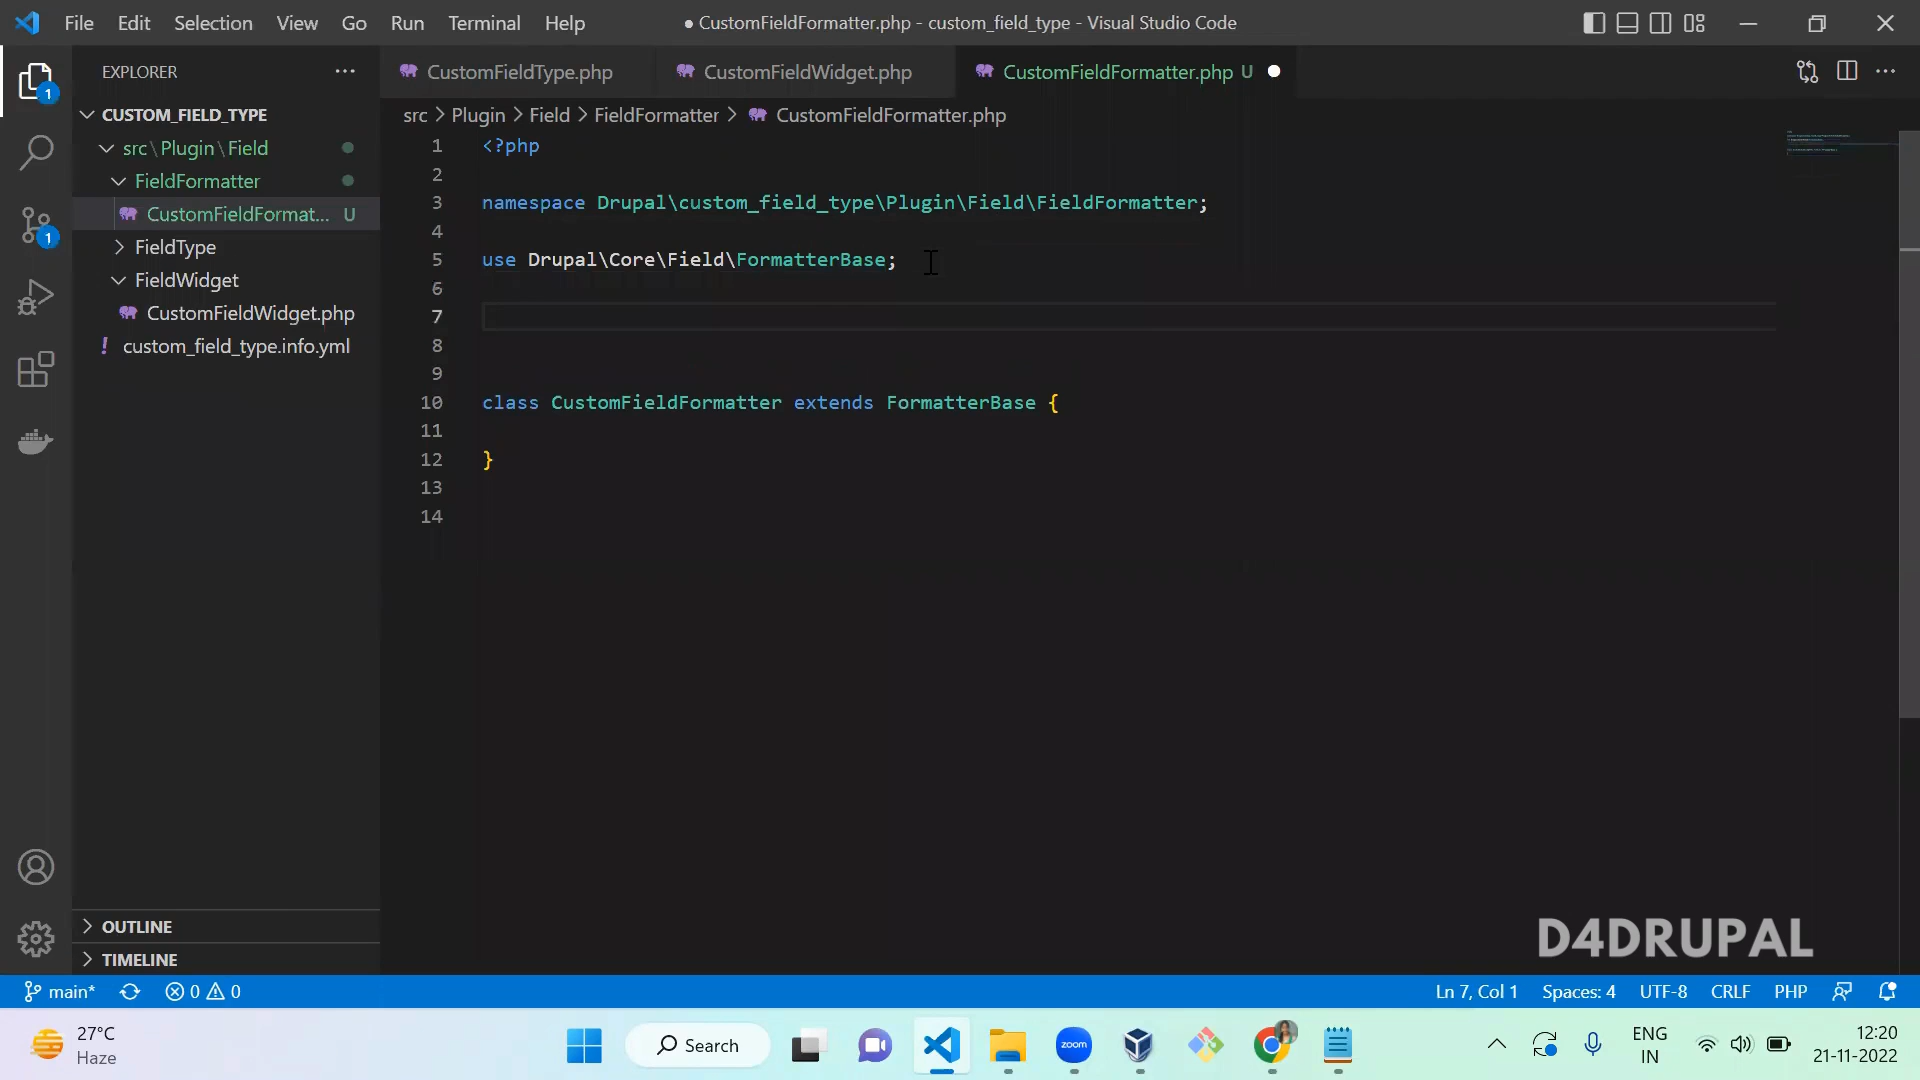 File Edit Selection View Go Run Terminal Help
● CustomFieldFormatter.php - custom_field_type - Visual Studio Code
EXPLORER
CustomFieldType.php
CustomFieldWidget.php
CustomFieldFormatter.php U
1
CUSTOM_FIELD_TYPE
src\Plugin\Field
FieldFormatter
CustomFieldFormat... U
FieldType
FieldWidget
CustomFieldWidget.php
! custom_field_type.info.yml
1
src > Plugin > Field > FieldFormatter > CustomFieldFormatter.php
1 <?php
2
3 namespace Drupal\custom_field_type\Plugin\Field\FieldFormatter;
4
5 use Drupal\Core\Field\FormatterBase;
6
7
8
9
10 class CustomFieldFormatter extends FormatterBase {
11
12 }
13
14
OUTLINE
TIMELINE
D4DRUPAL
main* 0 0
Ln 7, Col 1 Spaces: 4 UTF-8 CRLF PHP
27°C
Haze
Search
zoom
ENG
IN
12:20
21-11-2022